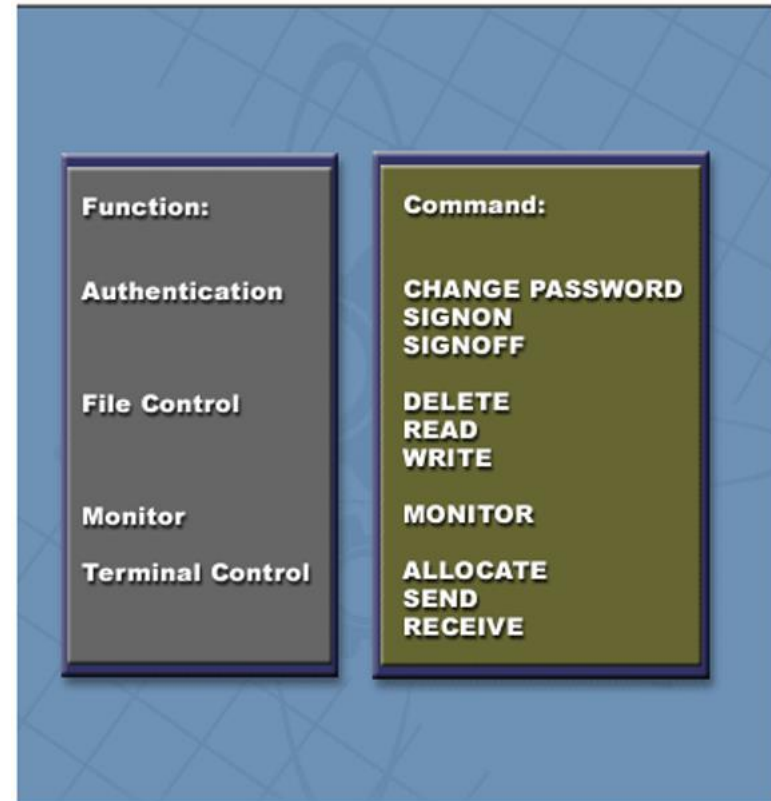 Function:
Authentication
File Control
Monitor
Terminal Control
Command:
CHANGE PASSWORD
SIGNON
SIGNOFF
DELETE
READ
WRITE
MONITOR
ALLOCATE
SEND
RECEIVE